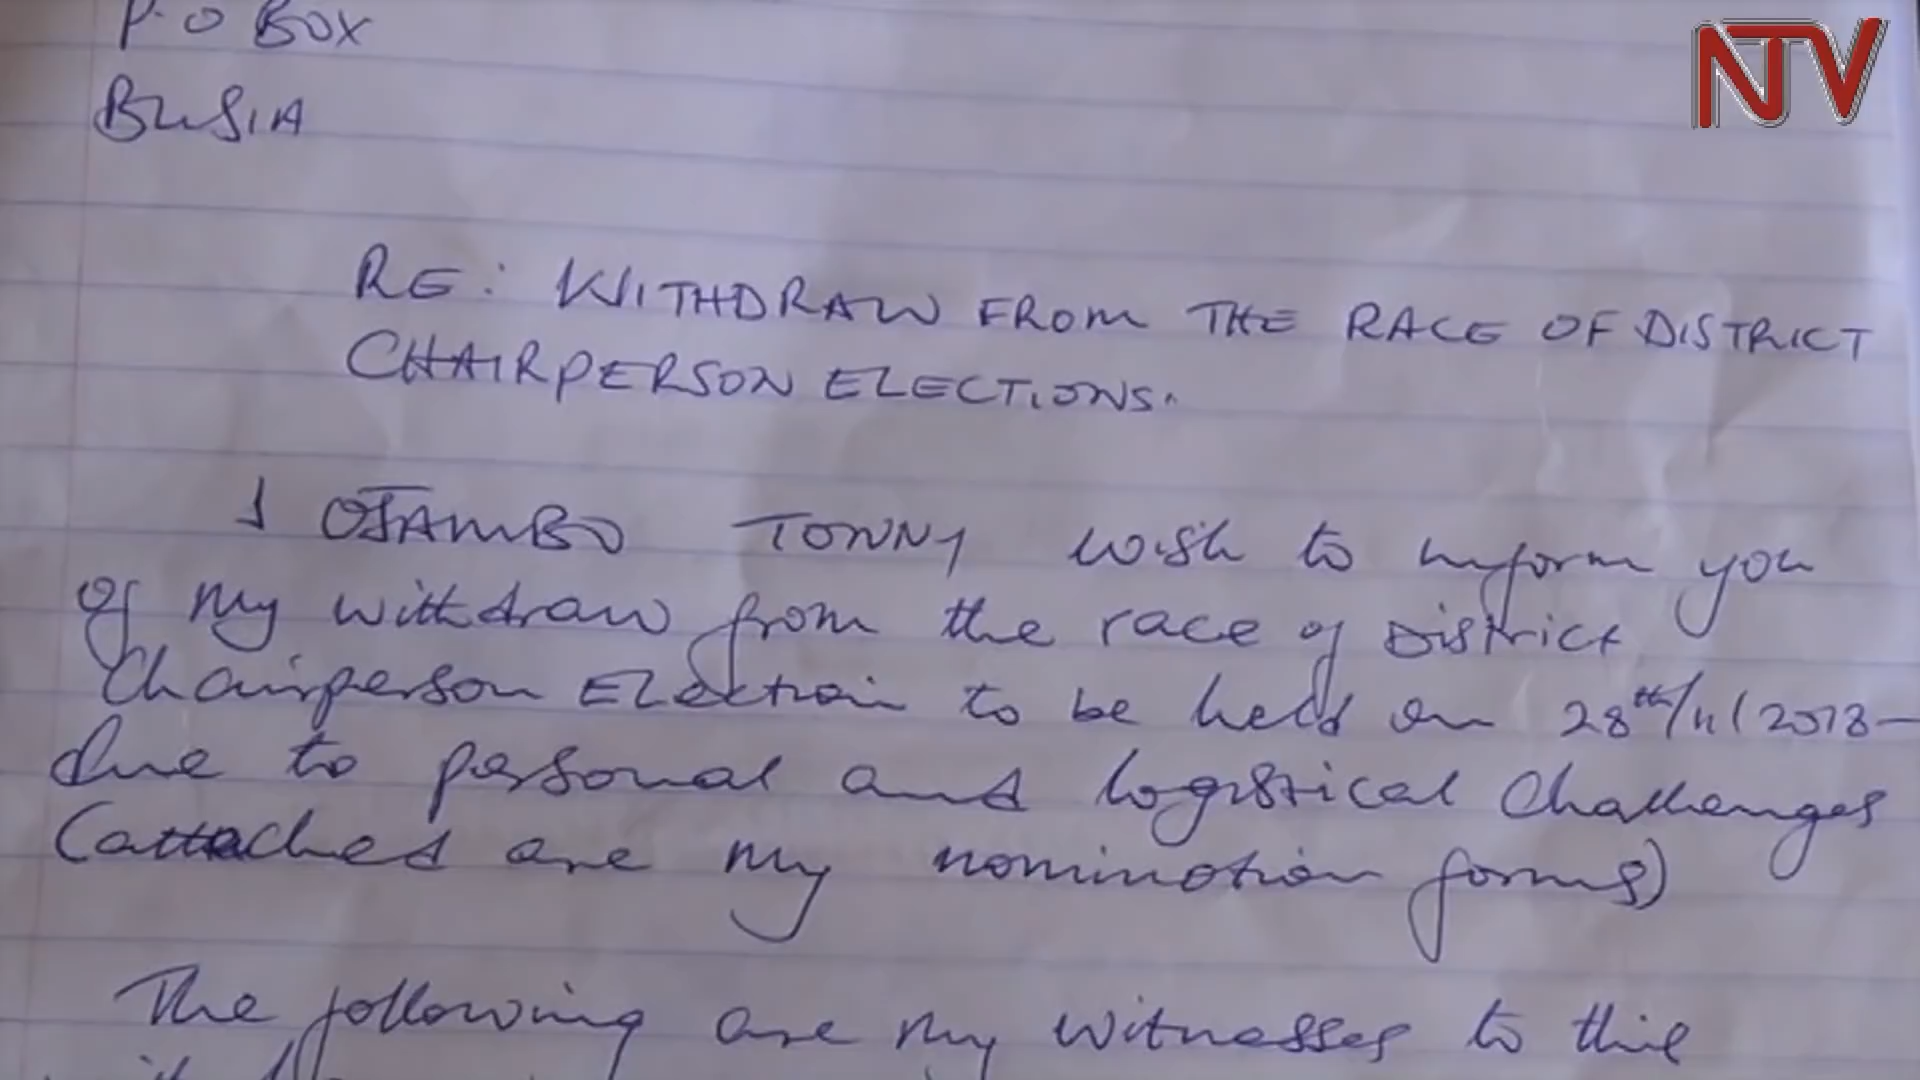 P. O BOX
NTV
BUSIA
RE: WITHDRAW FROM THE RACE OF DISTRICT
CHAIRPERSON ELECTIONS.
I OJAMBO TONNY wish to inform you
of my withdraw from the race of District
Chairperson Election to be held on 28th/11/2018-
due to personal and logistical Challenges
(attached are my nomination forms)
The following are my witnesses to this